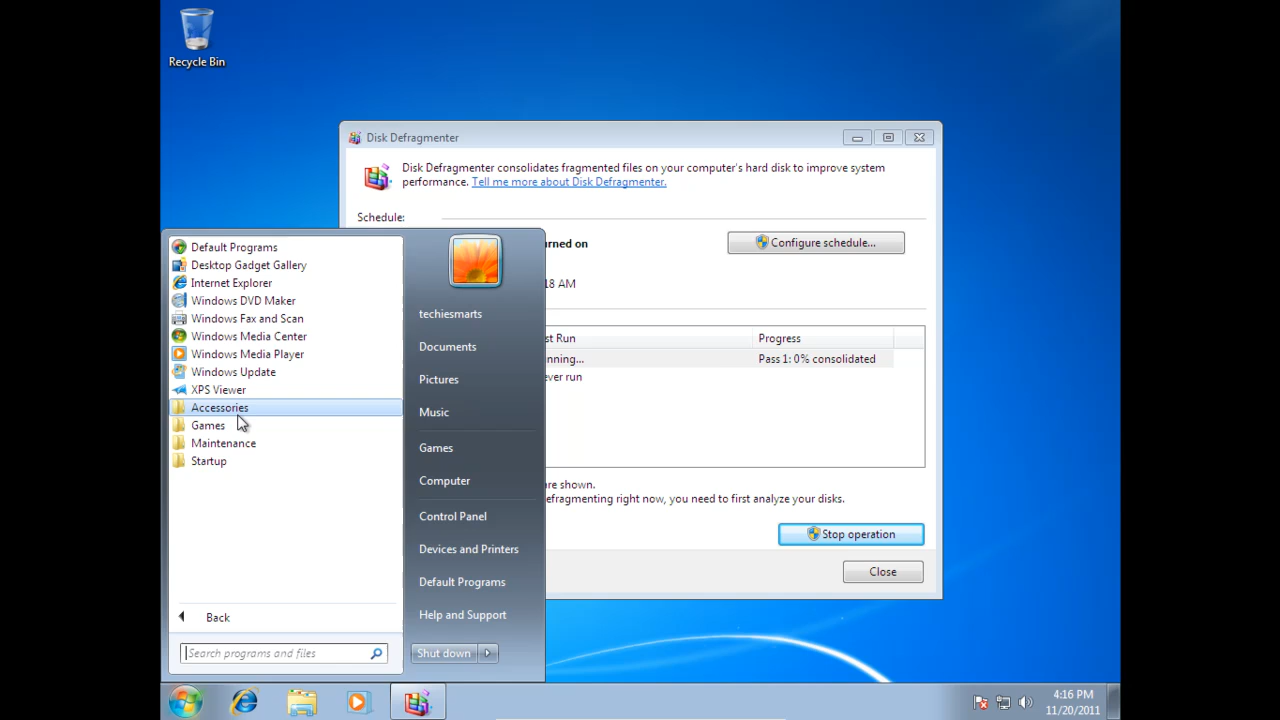 Recycle Bin
Disk Defragmenter
Disk Defragmenter consolidates fragmented files on your computer's hard disk to improve system
performance. Tell me more about Disk Defragmenter.
Schedule:
urned on
Configure schedule...
18 AM
st Run
Progress
nning...
Pass 1: 0% consolidated
ever run
are shown.
efragmenting right now, you need to first analyze your disks.
Stop operation
Close
Default Programs
Desktop Gadget Gallery
Internet Explorer
Windows DVD Maker
Windows Fax and Scan
Windows Media Center
Windows Media Player
Windows Update
XPS Viewer
Accessories
Games
Maintenance
Startup
Back
Search programs and files
techiesmarts
Documents
Pictures
Music
Games
Computer
Control Panel
Devices and Printers
Default Programs
Help and Support
Shut down
4:16 PM
11/20/2011